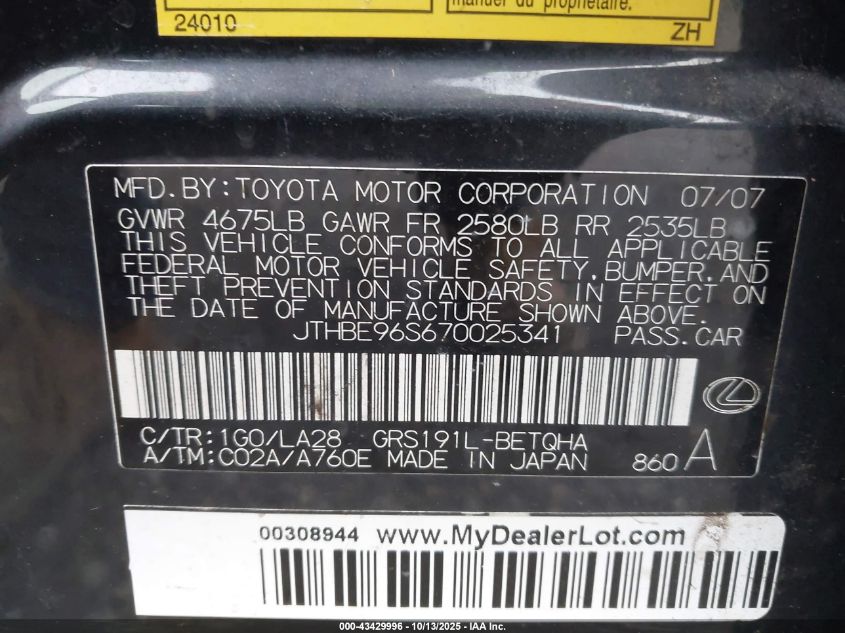 manuel du propriétaire.
24010 ZH
MFD.BY:TOYOTA MOTOR CORPORATION 07/07
GVWR 4675LB GAWR FR 2580LB RR 2535LB
THIS VEHICLE CONFORMS TO ALL APPLICABLE
FEDERAL MOTOR VEHICLE SAFETY,BUMPER,AND
THEFT PREVENTION STANDARDS IN EFFECT ON
THE DATE OF MANUFACTURE SHOWN ABOVE.
JTHBE96S670025341 PASS.CAR
C/TR:1G0/LA28 GRS191L-BETQHA
A/TM:C02A/A760E MADE IN JAPAN 860 A
00308944 www.MyDealerLot.com
000-43429996 - 10/13/2025 - IAA Inc.